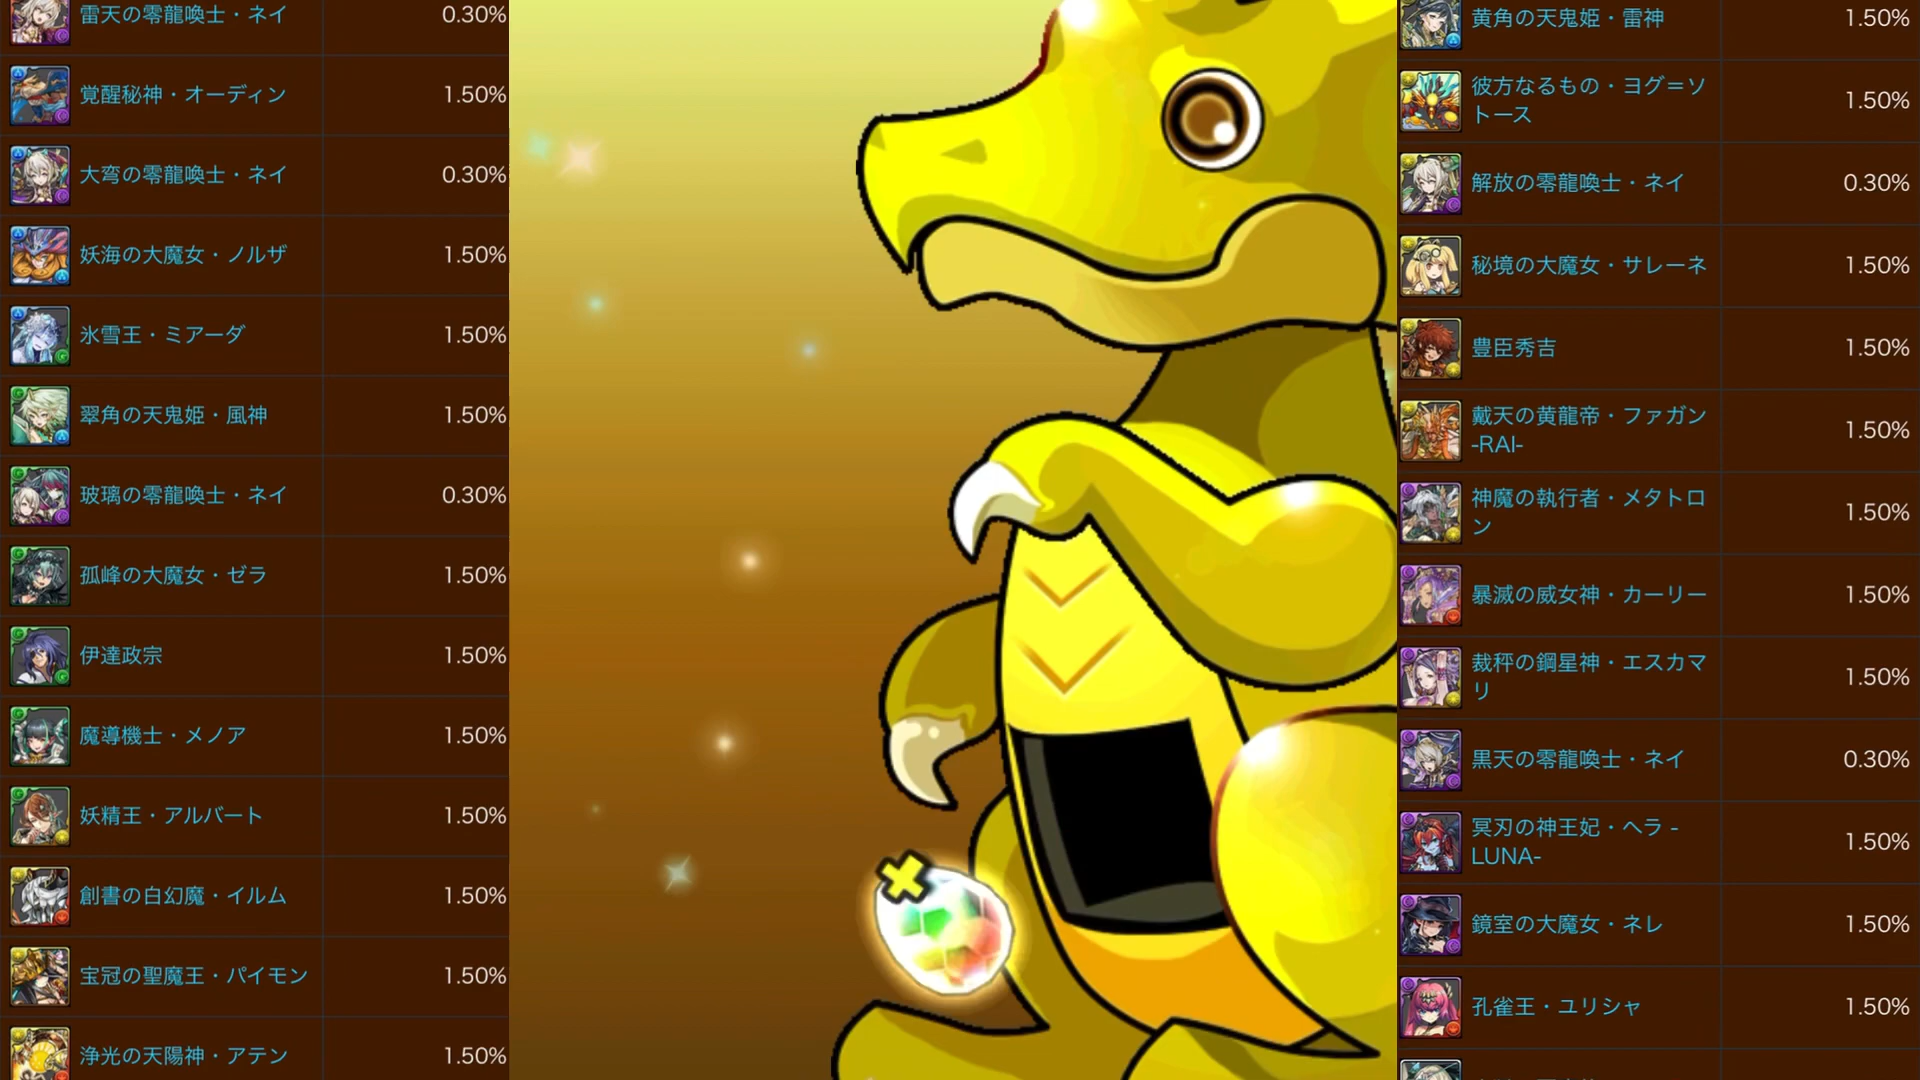 雷天の零龍喚士・ネイ 0.30%
覚醒秘神・オーディン 1.50%
大弯の零龍喚士・ネイ 0.30%
妖海の大魔女・ノルザ 1.50%
氷雪王・ミアーダ 1.50%
翠角の天鬼姫・風神 1.50%
玻璃の零龍喚士・ネイ 0.30%
孤峰の大魔女・ゼラ 1.50%
伊達政宗 1.50%
魔導機士・メノア 1.50%
妖精王・アルバート 1.50%
創書の白幻魔・イルム 1.50%
宝冠の聖魔王・パイモン 1.50%
浄光の天陽神・アテン 1.50%
黄角の天鬼姫・雷神 1.50%
彼方なるもの・ヨグ＝ソ
トース 1.50%
解放の零龍喚士・ネイ 0.30%
秘境の大魔女・サレーネ 1.50%
豊臣秀吉 1.50%
戴天の黄龍帝・ファガン
-RAI- 1.50%
神魔の執行者・メタトロ
ン 1.50%
暴滅の威女神・カーリー 1.50%
裁秤の鋼星神・エスカマ
リ 1.50%
黒天の零龍喚士・ネイ 0.30%
冥刃の神王妃・ヘラ -
LUNA- 1.50%
鏡室の大魔女・ネレ 1.50%
孔雀王・ユリシャ 1.50%